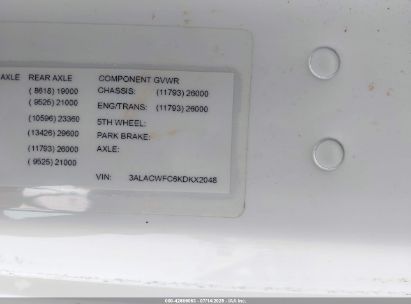 AXLE REAR AXLE COMPONENT GVWR
( 8618) 19000 CHASSIS: (11793) 26000
( 9525) 21000 ENG/TRANS: (11793) 26000
(10596) 23360 5TH WHEEL:
(13426) 29600 PARK BRAKE:
(11793) 26000 AXLE:
( 9525) 21000
VIN: 3ALACWFC6KDKX2048